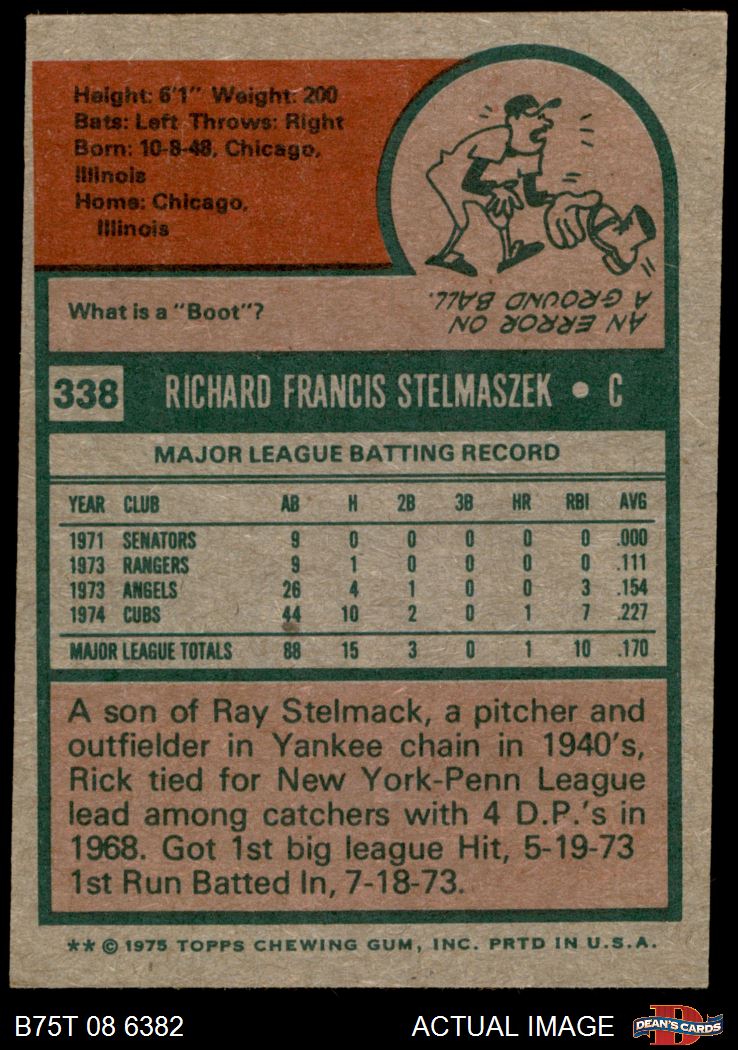 Height: 6'1" Weight: 200
Bats: Left Throws: Right
Born: 10-8-48, Chicago,
Illinois
Home: Chicago,
Illinois
What is a "Boot"?
AN ERROR ON
A GROUND BALL.
338 RICHARD FRANCIS STELMASZEK • C
MAJOR LEAGUE BATTING RECORD
YEAR CLUB AB H 2B 3B HR RBI AVG
1971 SENATORS 9 0 0 0 0 0 .000
1973 RANGERS 9 1 0 0 0 0 .111
1973 ANGELS 26 4 1 0 0 3 .154
1974 CUBS 44 10 2 0 1 7 .227
MAJOR LEAGUE TOTALS 88 15 3 0 1 10 .170
A son of Ray Stelmack, a pitcher and
outfielder in Yankee chain in 1940's,
Rick tied for New York-Penn League
lead among catchers with 4 D.P.'s in
1968. Got 1st big league Hit, 5-19-73
1st Run Batted In, 7-18-73.
** © 1975 TOPPS CHEWING GUM, INC. PRTD IN U.S.A.
B75T 08 6382 ACTUAL IMAGE DEAN'S CARDS